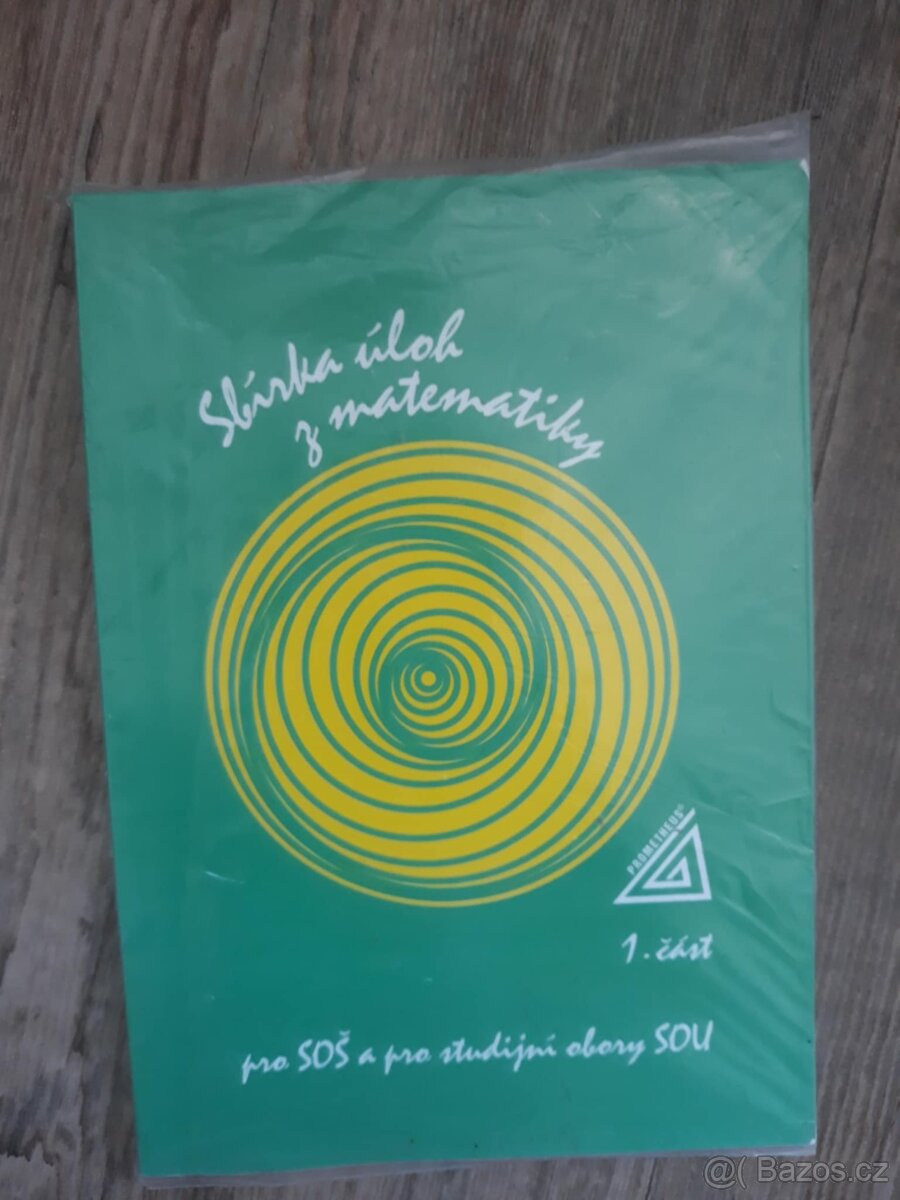 Sbírka úloh
z matematiky
PROMETHEUS®
1. část
pro SOŠ a pro studijní obory SOU
@( Bazos.cz